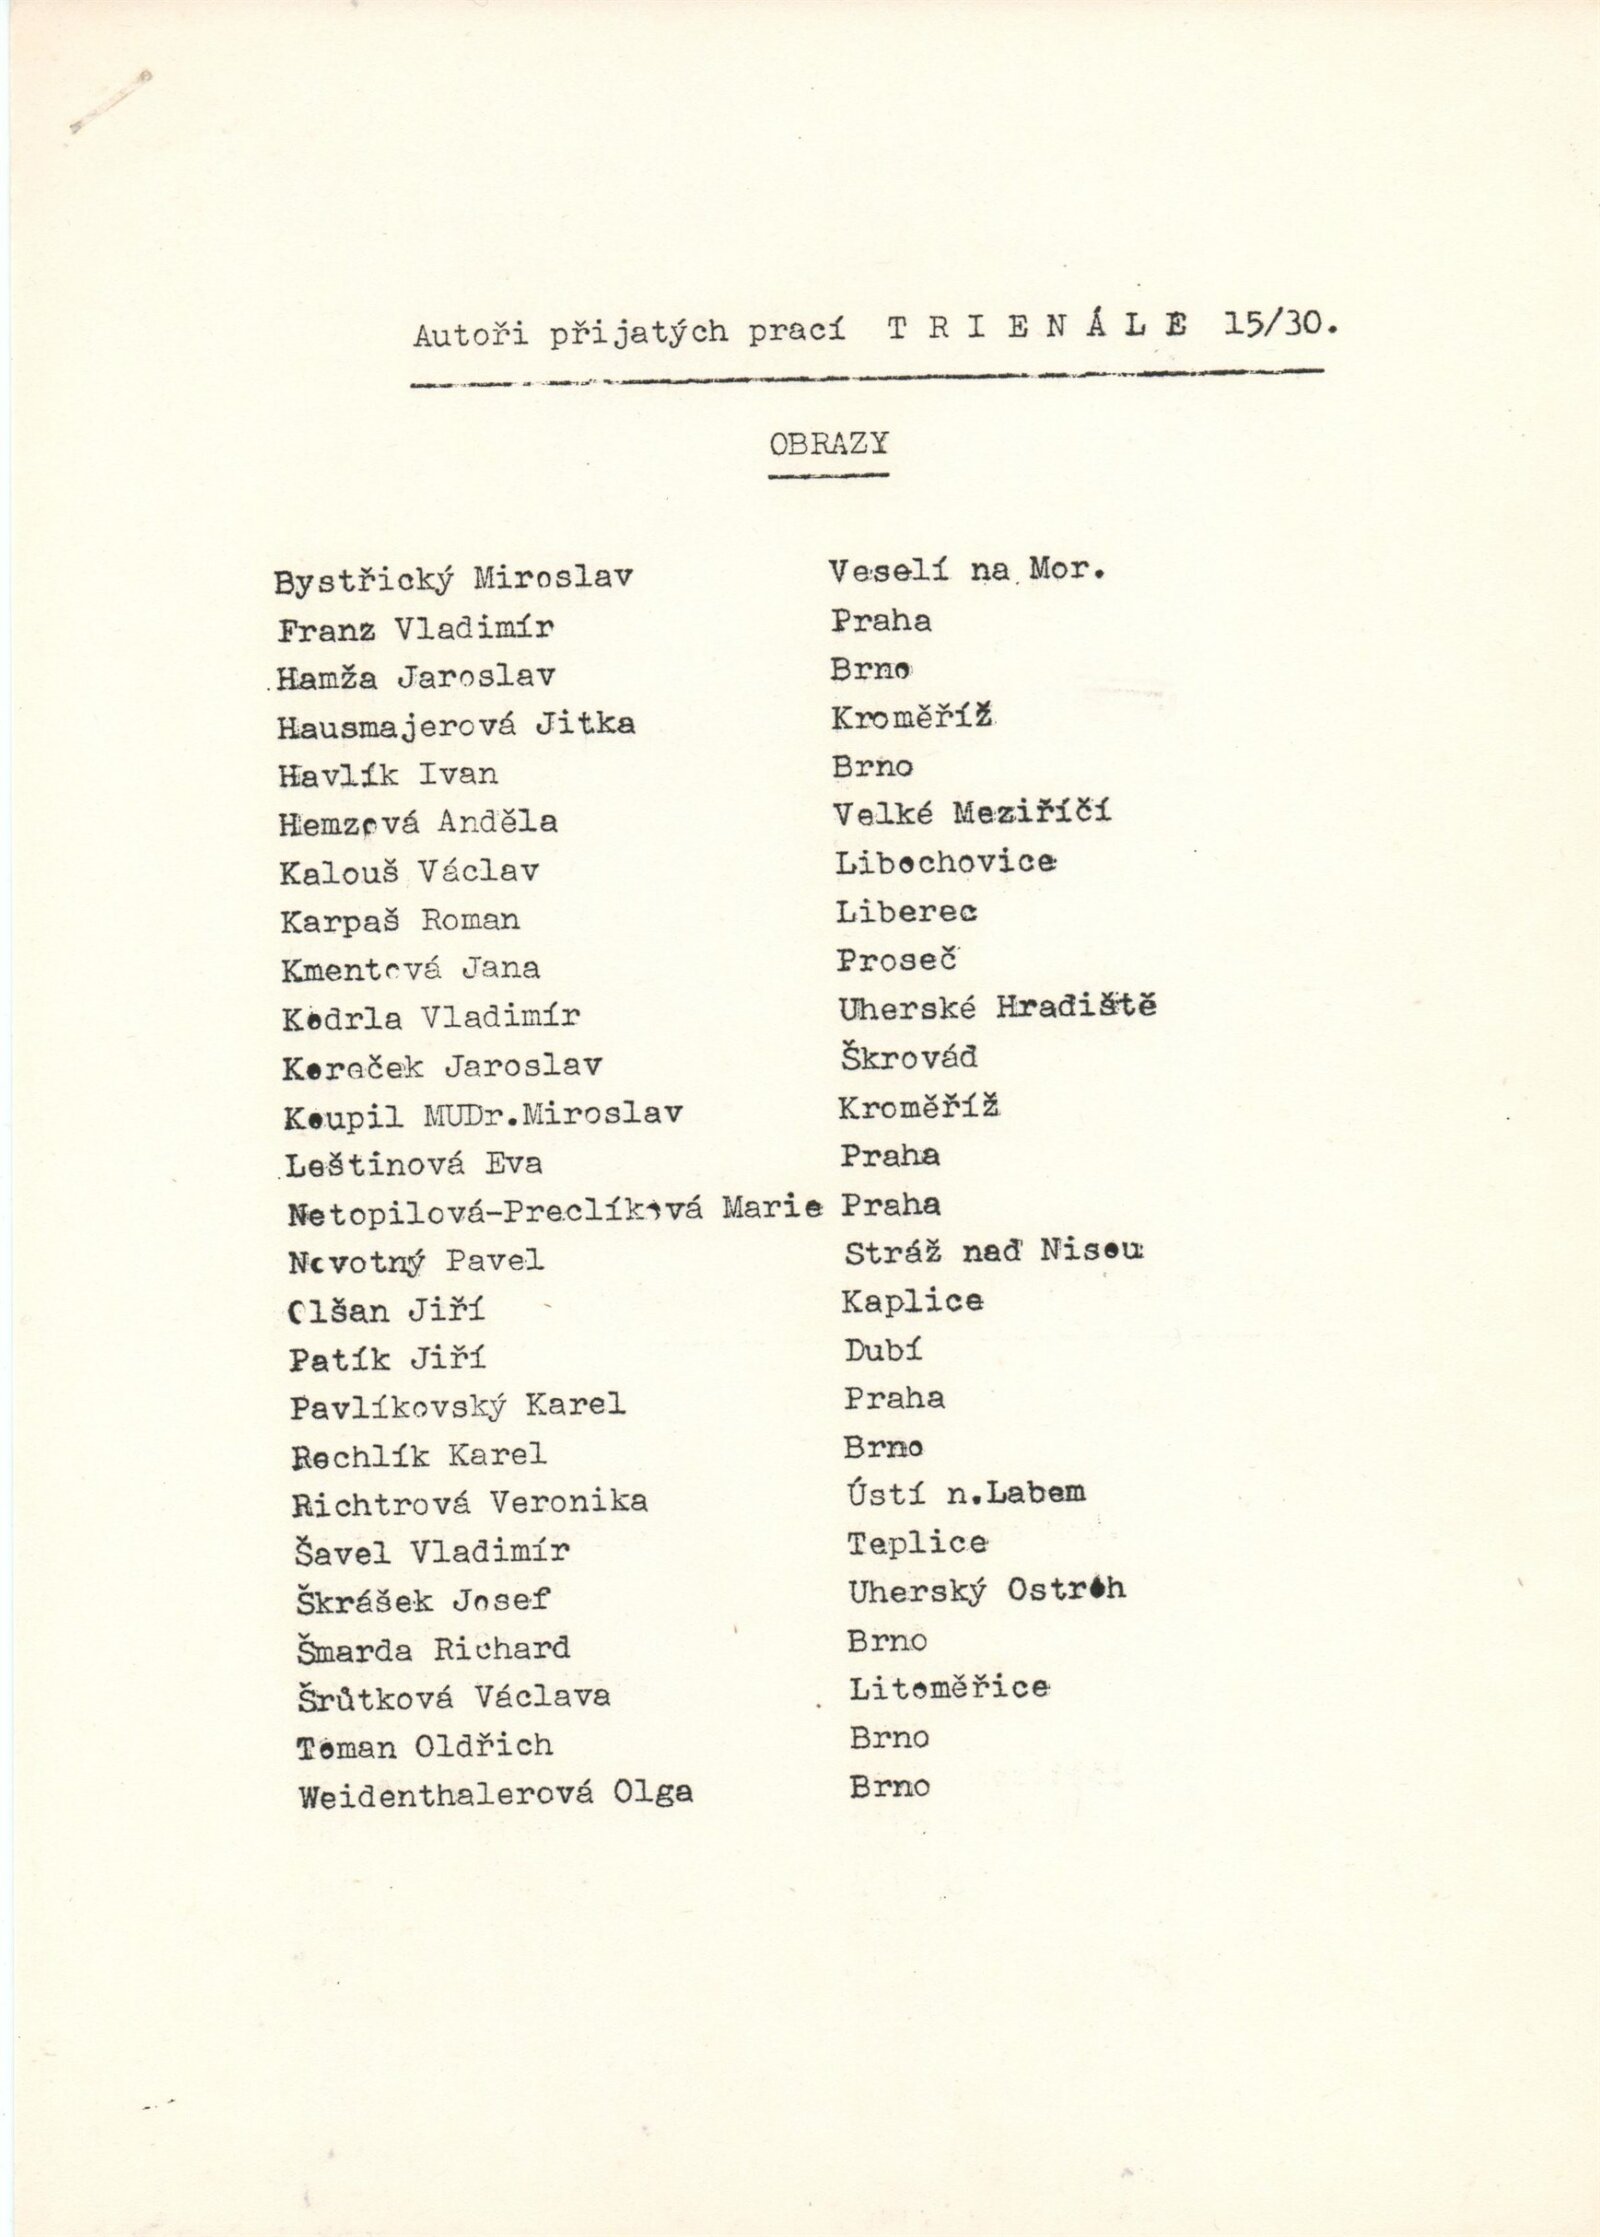 Autoři přijatých prací T R I E N Á L E 15/30.
OBRAZY
Bystřický Miroslav Veselí na Mor.
Franz Vladimír Praha
Hamža Jaroslav Brno
Hausmajerová Jitka Kroměříž
Havlík Ivan Brno
Hemzová Anděla Velké Meziříčí
Kalouš Václav Libochovice
Karpaš Roman Liberec
Kmentová Jana Proseč
Kodrla Vladimír Uherské Hradiště
Koreček Jaroslav Škrovád
Koupil MUDr.Miroslav Kroměříž
Leštinová Eva Praha
Netopilová-Preclíková Marie Praha
Novotný Pavel Stráž nad Nisou
Olšan Jiří Kaplice
Patík Jiří Dubí
Pavlíkovský Karel Praha
Rechlík Karel Brno
Richtrová Veronika Ústí n.Labem
Šavel Vladimír Teplice
Škrášek Josef Uherský Ostroh
Šmarda Richard Brno
Šrůtková Václava Litoměřice
Toman Oldřich Brno
Weidenthalerová Olga Brno